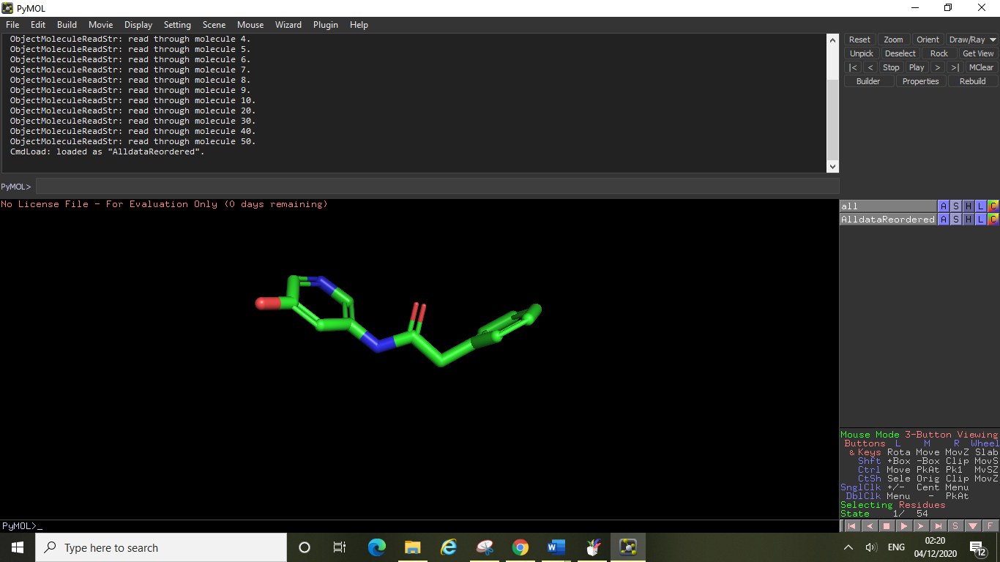 PyMOL
File Edit Build Movie Display Setting Scene Mouse Wizard Plugin Help
ObjectMoleculeReadStr: read through molecule 4.
ObjectMoleculeReadStr: read through molecule 5.
ObjectMoleculeReadStr: read through molecule 6.
ObjectMoleculeReadStr: read through molecule 7.
ObjectMoleculeReadStr: read through molecule 8.
ObjectMoleculeReadStr: read through molecule 9.
ObjectMoleculeReadStr: read through molecule 10.
ObjectMoleculeReadStr: read through molecule 20.
ObjectMoleculeReadStr: read through molecule 30.
ObjectMoleculeReadStr: read through molecule 40.
ObjectMoleculeReadStr: read through molecule 50.
CmdLoad: loaded as "AlldataReordered".
Reset Zoom Orient Draw/Ray
Unpick Deselect Rock Get View
|< < Stop Play > >| MClear
Builder Properties Rebuild
PyMOL>
No License File - For Evaluation Only (0 days remaining)
all A S H L C
AlldataReordered A S H L C
Mouse Mode 3-Button Viewing
Buttons L M R Wheel
& Keys Rota Move MovZ Slab
Shft +Box -Box Clip MovS
Ctrl Move PkAt Pk1 MvSZ
CtSh Sele Orig Clip MovZ
SnglClk +/- Cent Menu
DblClk Menu - PkAt
Selecting Residues
State 1/ 54
PyMOL>_
S F
Type here to search
ENG
02:20
04/12/2020
12